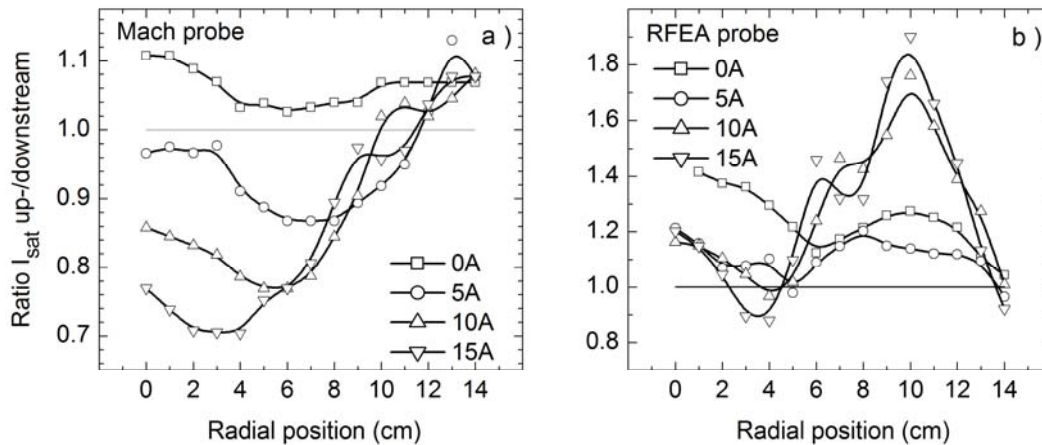 Mach probe
a )
Ratio I_sat up-/downstream
1.1
1.0
0.9
0.8
0.7
0A
5A
10A
15A
0 2 4 6 8 10 12 14
Radial position (cm)
RFEA probe
b )
0A
5A
10A
15A
1.8
1.6
1.4
1.2
1.0
0.8
0 2 4 6 8 10 12 14
Radial position (cm)